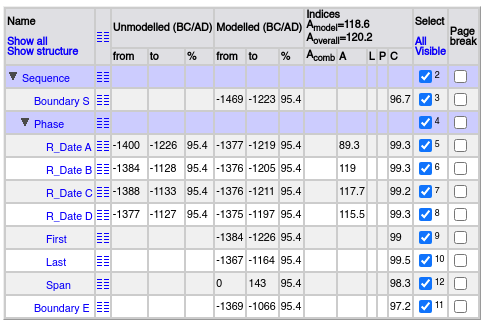 Name Unmodelled (BC/AD) Modelled (BC/AD) Indices Select Page break
Amodel=118.6
Aoverall=120.2
Show all All
Show structure Visible
from to % from to % Acomb A L P C
Sequence 2
Boundary S -1469 -1223 95.4 96.7 3
Phase 4
R_Date A -1400 -1226 95.4 -1377 -1219 95.4 89.3 99.3 5
R_Date B -1384 -1128 95.4 -1376 -1205 95.4 119 99.3 6
R_Date C -1388 -1133 95.4 -1376 -1211 95.4 117.7 99.2 7
R_Date D -1377 -1127 95.4 -1375 -1197 95.4 115.5 99.3 8
First -1384 -1226 95.4 99 9
Last -1367 -1164 95.4 99.5 10
Span 0 143 95.4 98.3 12
Boundary E -1369 -1066 95.4 97.2 11